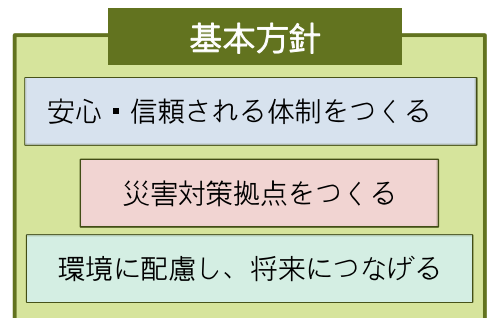 基本方針
安心・信頼される体制をつくる
災害対策拠点をつくる
環境に配慮し、将来につなげる